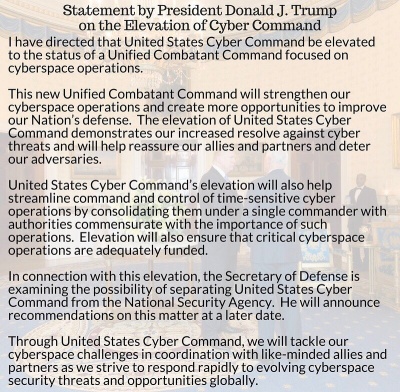 Statement by President Donald J. Trump
on the Elevation of Cyber Command
I have directed that United States Cyber Command be elevated
to the status of a Unified Combatant Command focused on
cyberspace operations.
This new Unified Combatant Command will strengthen our
cyberspace operations and create more opportunities to improve
our Nation's defense.  The elevation of United States Cyber
Command demonstrates our increased resolve against cyber
threats and will help reassure our allies and partners and deter
our adversaries.
United States Cyber Command's elevation will also help
streamline command and control of time-sensitive cyber
operations by consolidating them under a single commander with
authorities commensurate with the importance of such
operations.  Elevation will also ensure that critical cyberspace
operations are adequately funded.
In connection with this elevation, the Secretary of Defense is
examining the possibility of separating United States Cyber
Command from the National Security Agency.  He will announce
recommendations on this matter at a later date.
Through United States Cyber Command, we will tackle our
cyberspace challenges in coordination with like-minded allies and
partners as we strive to respond rapidly to evolving cyberspace
security threats and opportunities globally.